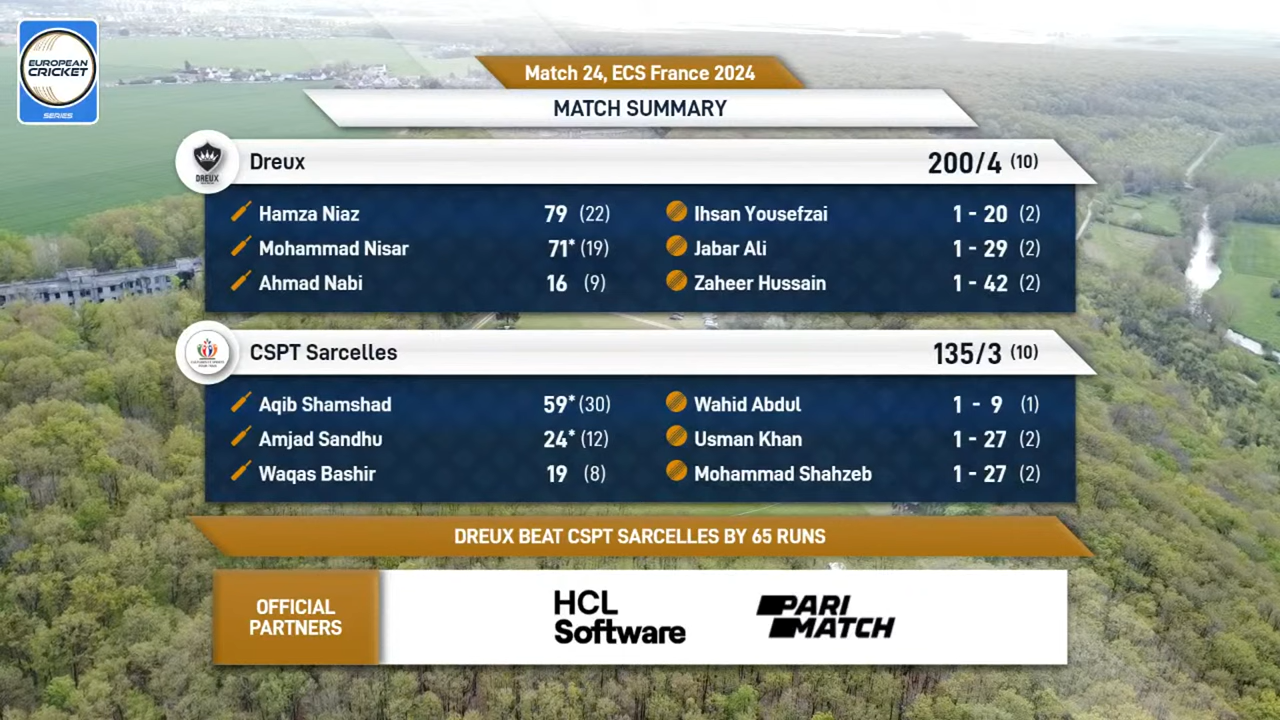 EUROPEAN
CRICKET
SERIES
Match 24, ECS France 2024
MATCH SUMMARY
DREUX
Dreux 200/4 (10)
Hamza Niaz 79 (22) Ihsan Yousefzai 1 - 20 (2)
Mohammad Nisar 71* (19) Jabar Ali 1 - 29 (2)
Ahmad Nabi 16 (9) Zaheer Hussain 1 - 42 (2)
CSPT Sarcelles 135/3 (10)
Aqib Shamshad 59* (30) Wahid Abdul 1 - 9 (1)
Amjad Sandhu 24* (12) Usman Khan 1 - 27 (2)
Waqas Bashir 19 (8) Mohammad Shahzeb 1 - 27 (2)
DREUX BEAT CSPT SARCELLES BY 65 RUNS
OFFICIAL
PARTNERS
HCL
Software
PARI
MATCH